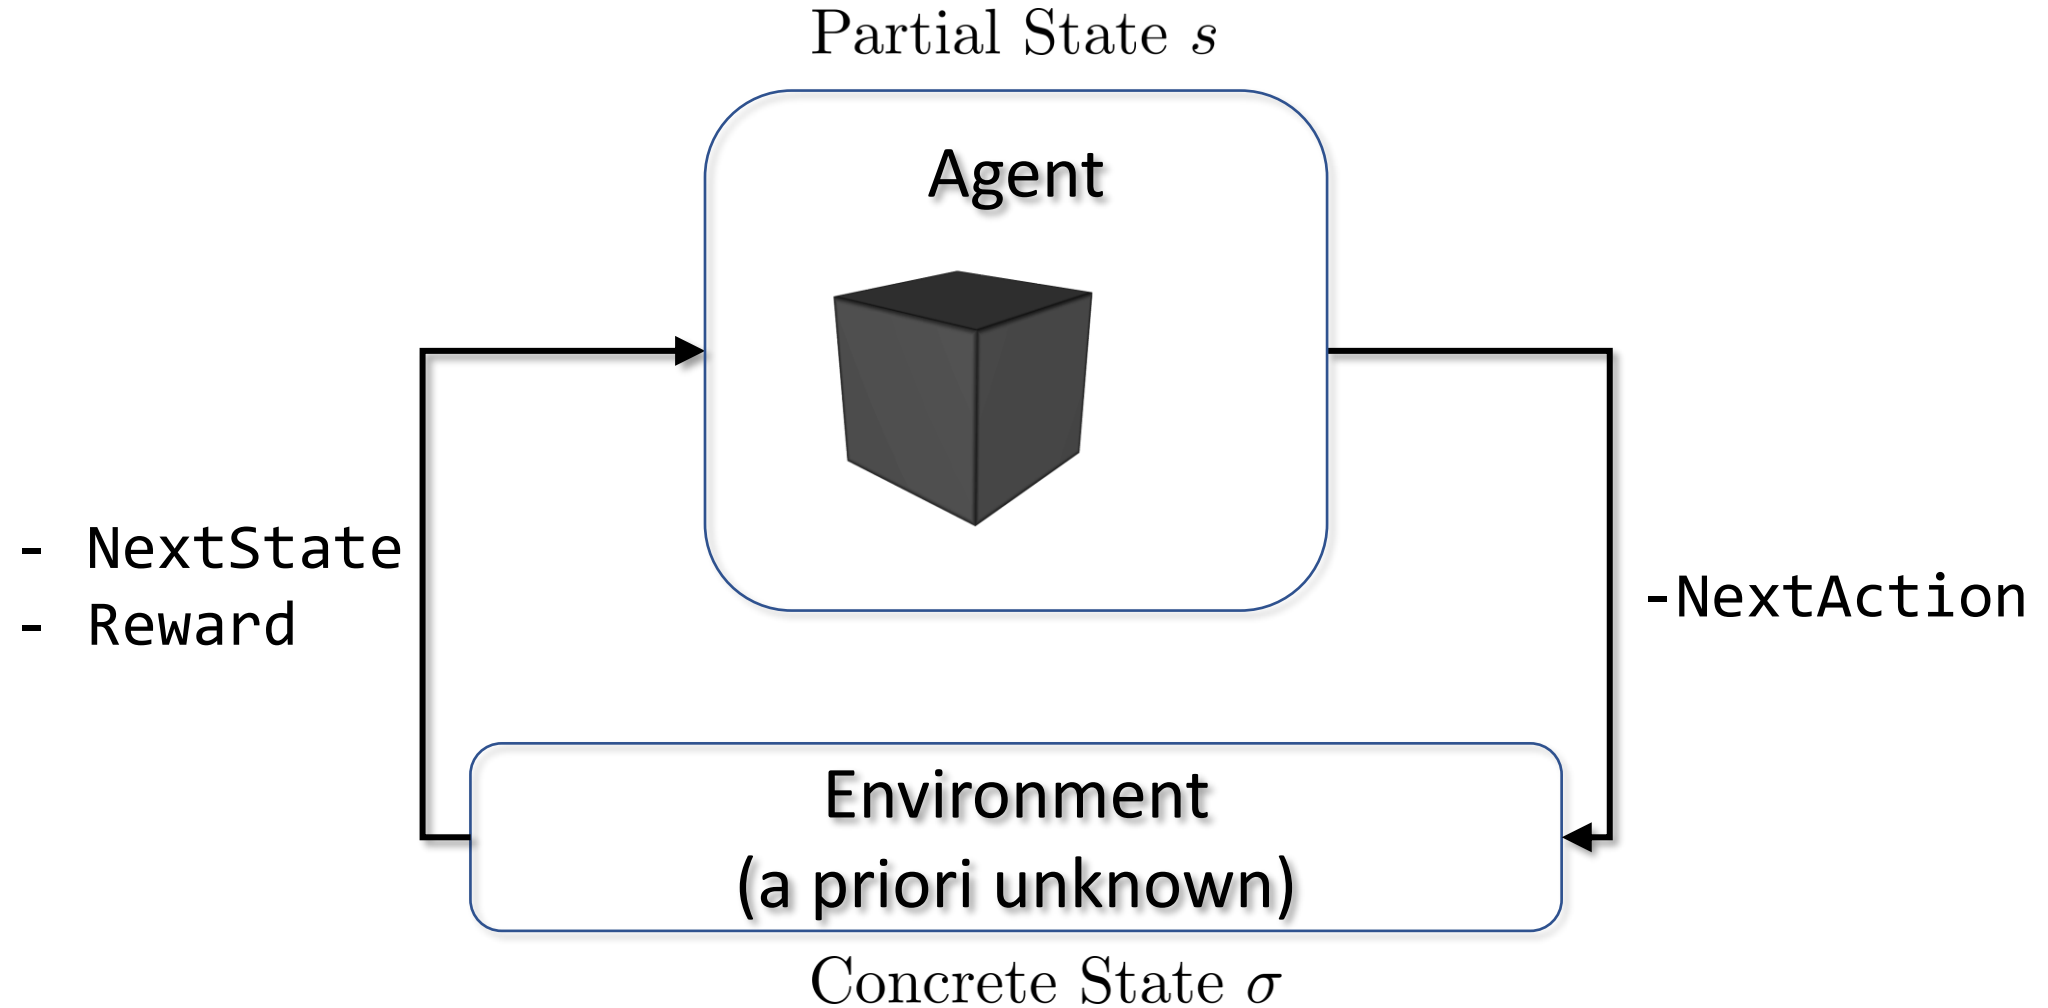 Partial State s
Agent
- NextState
- Reward
-NextAction
Environment
(a priori unknown)
Concrete State σ